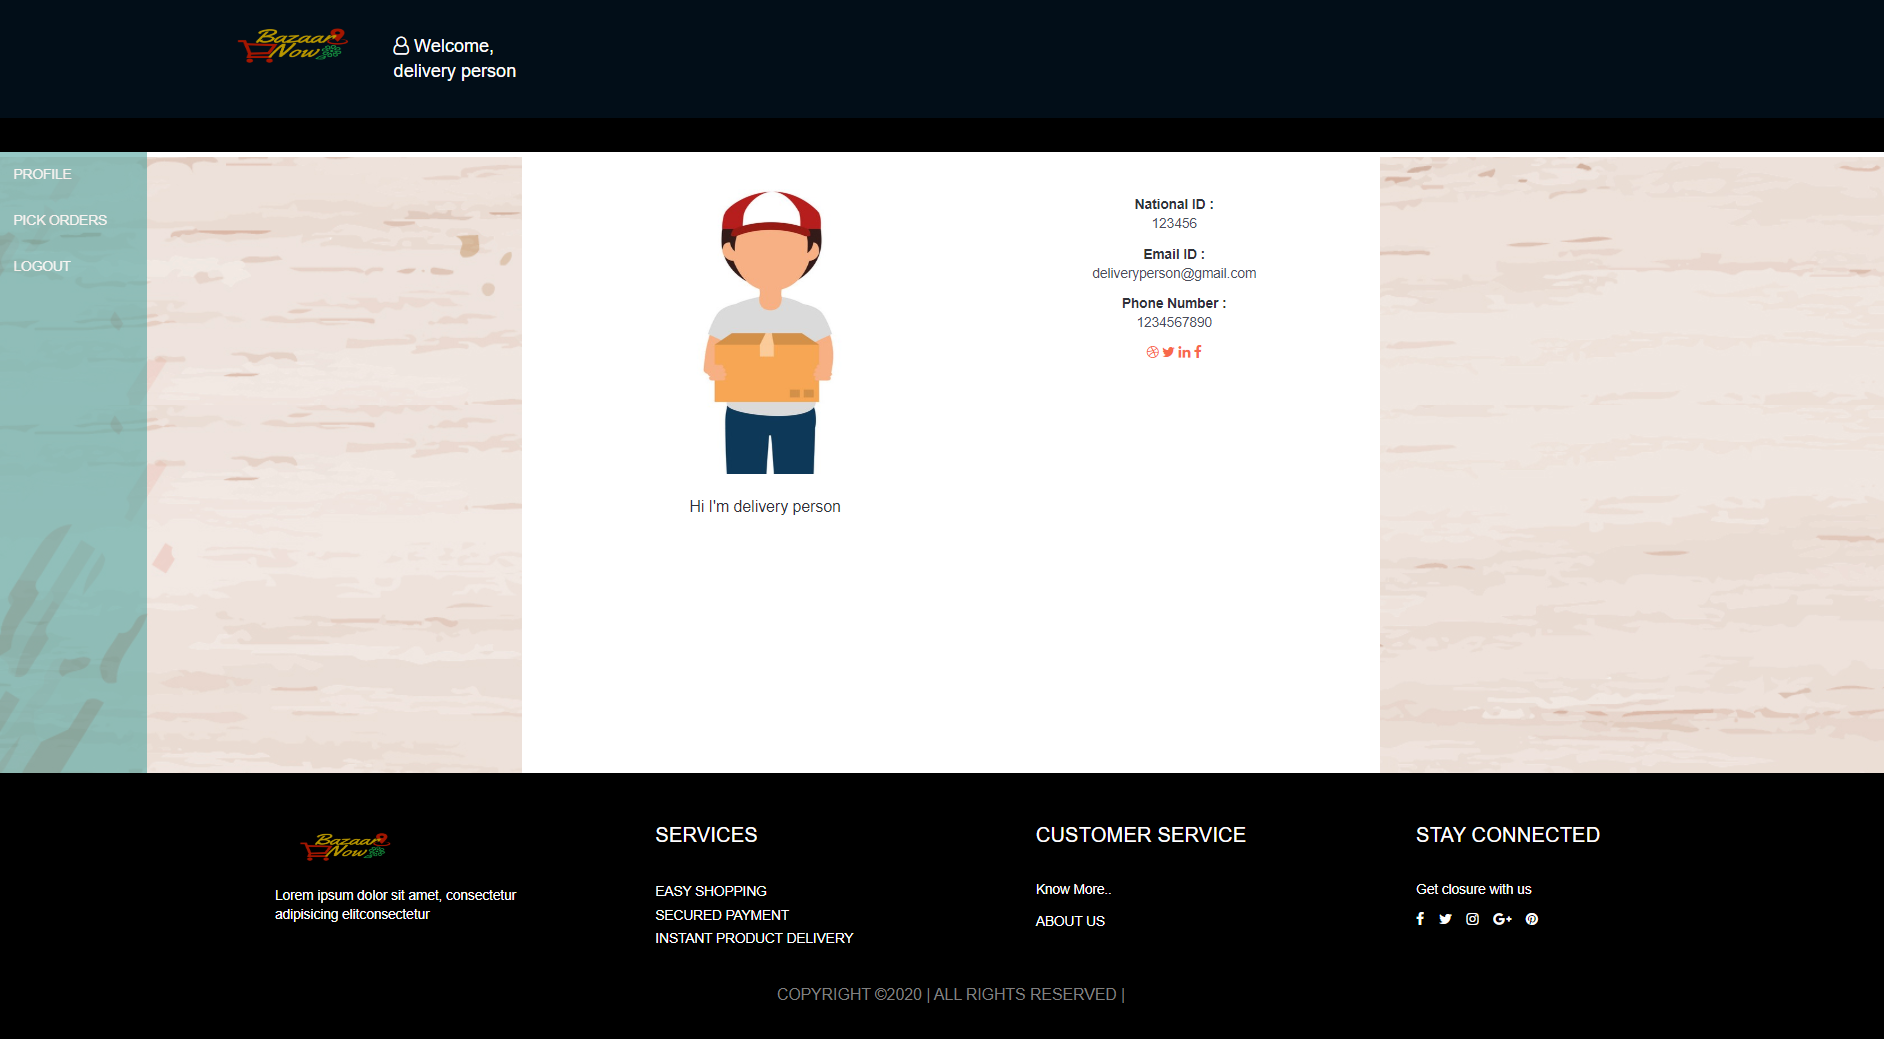 Bazaar
Now
Welcome,
delivery person
PROFILE
PICK ORDERS
LOGOUT
National ID :
123456
Email ID :
deliveryperson@gmail.com
Phone Number :
1234567890
Hi I'm delivery person
Bazaar
Now
Lorem ipsum dolor sit amet, consectetur
adipisicing elitconsectetur
SERVICES
EASY SHOPPING
SECURED PAYMENT
INSTANT PRODUCT DELIVERY
CUSTOMER SERVICE
Know More..
ABOUT US
STAY CONNECTED
Get closure with us
COPYRIGHT ©2020 | ALL RIGHTS RESERVED |